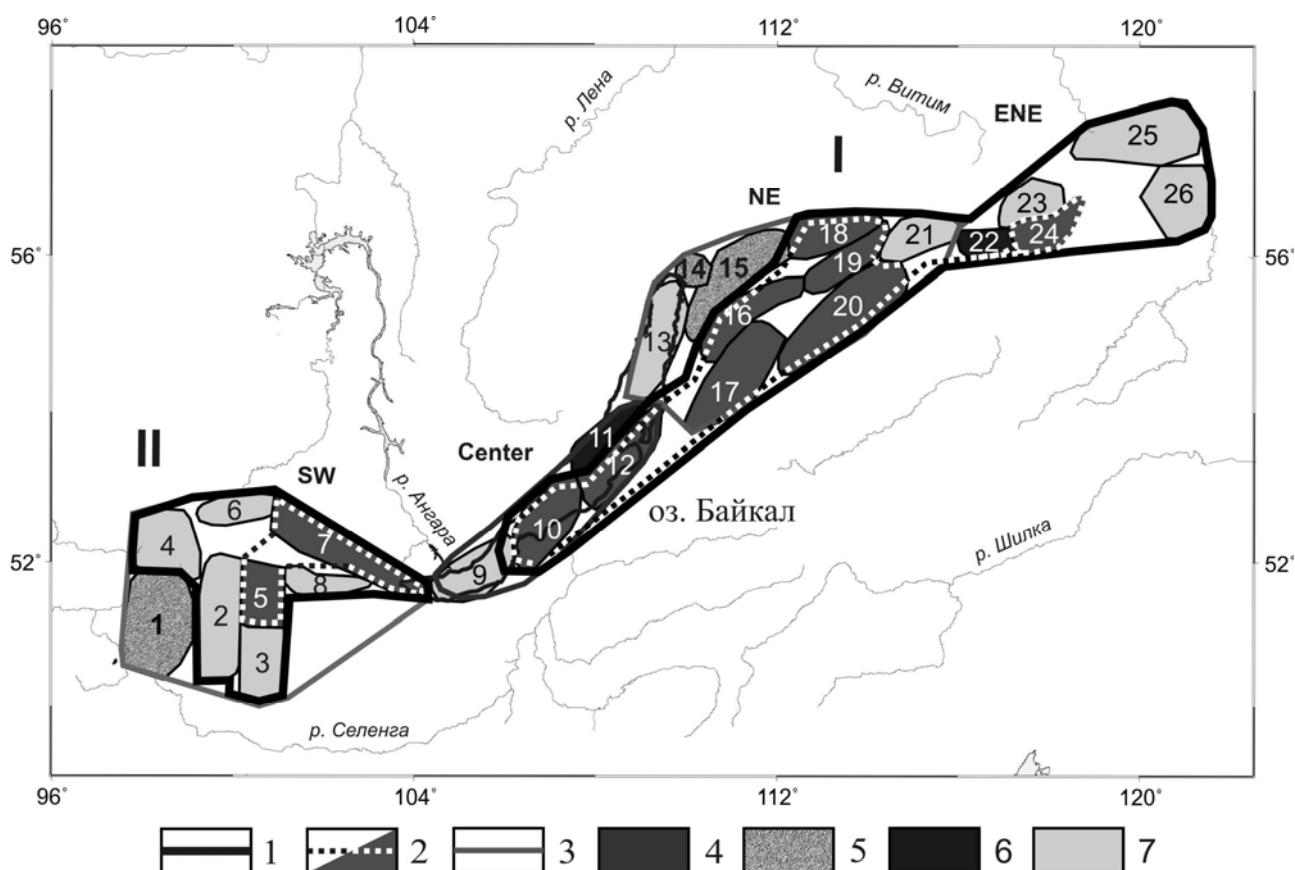 96˚ 104˚ 112˚ 120˚
р. Лена
р. Витим
ENE
I
25
NE
23
26
56˚ 18 21 22 24 56˚
14 15 19
16 20
13
17
II
Center
11
SW
12
р. Ангара
6
оз. Байкал
10
4 7
р. Шилка
52˚ 8 9 52˚
5
1 2
3
р. Селенга
96˚ 104˚ 112˚ 120˚
1 2 3 4 5 6 7